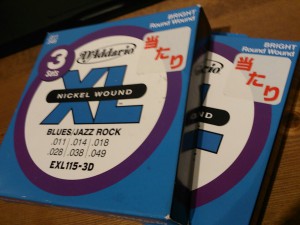 3
Sets
D'Addario
XL
NICKEL WOUND
BLUES/JAZZ ROCK
.011 /.014 /.018
.028 /.038 /.049
EXL115-3D
BRIGHT
Round Wound
当たり
BRIGHT
Round Wound
当たり
WOUND